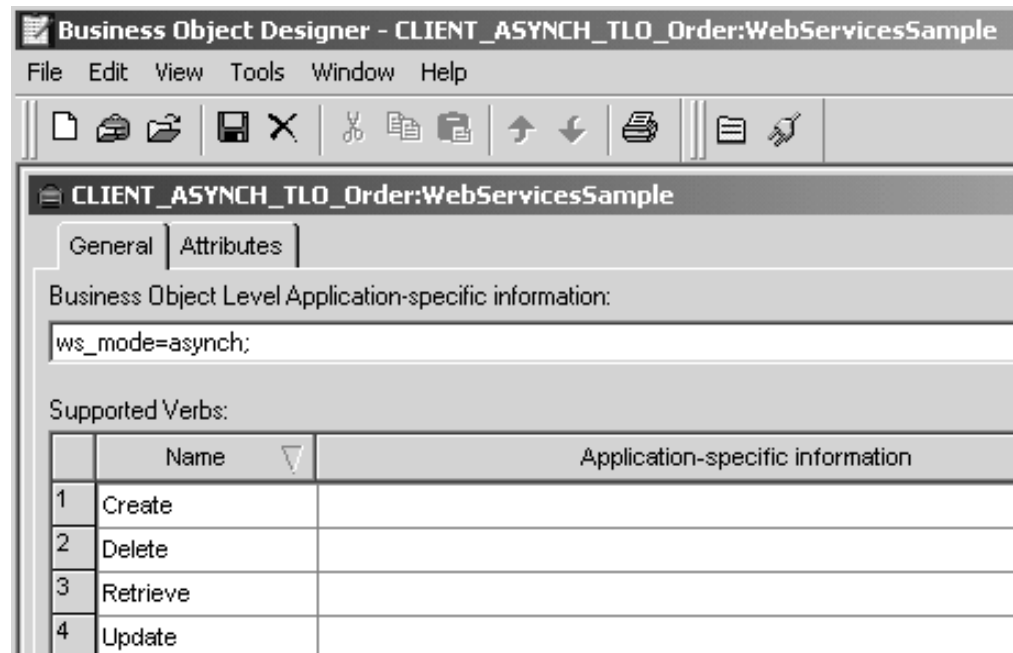 Business Object Designer - CLIENT_ASYNCH_TLO_Order:WebServicesSample
File Edit View Tools Window Help
CLIENT_ASYNCH_TLO_Order:WebServicesSample
General Attributes
Business Object Level Application-specific information:
ws_mode=asynch;
Supported Verbs:
Name Application-specific information
1 Create
2 Delete
3 Retrieve
4 Update